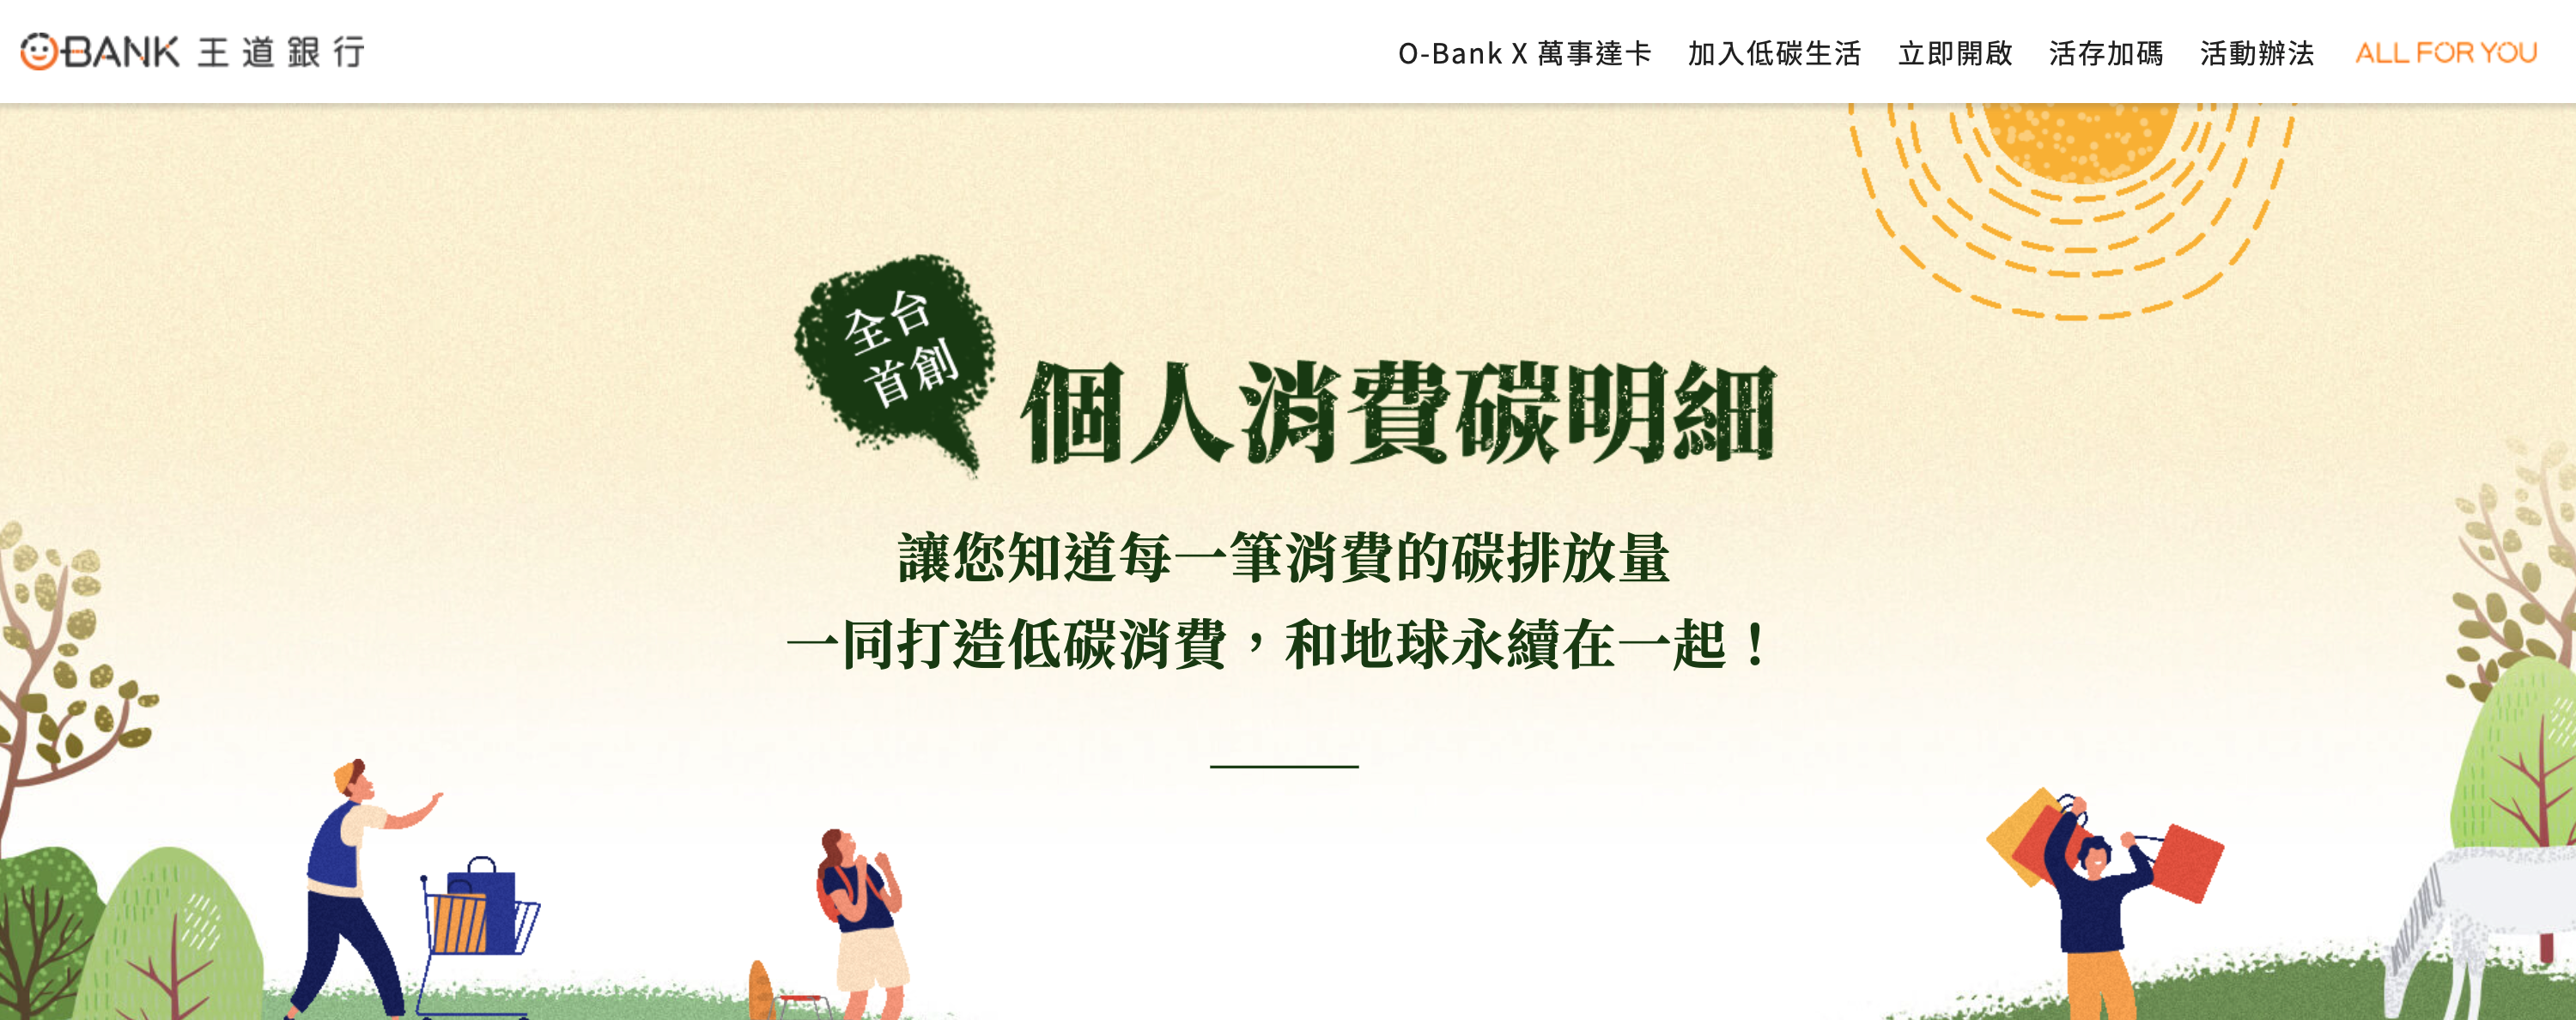 O-BANK 王道銀行
O-Bank X 萬事達卡 加入低碳生活 立即開啟 活存加碼 活動辦法 ALL FOR YOU
全台
首創
個人消費碳明細
讓您知道每一筆消費的碳排放量
一同打造低碳消費，和地球永續在一起！